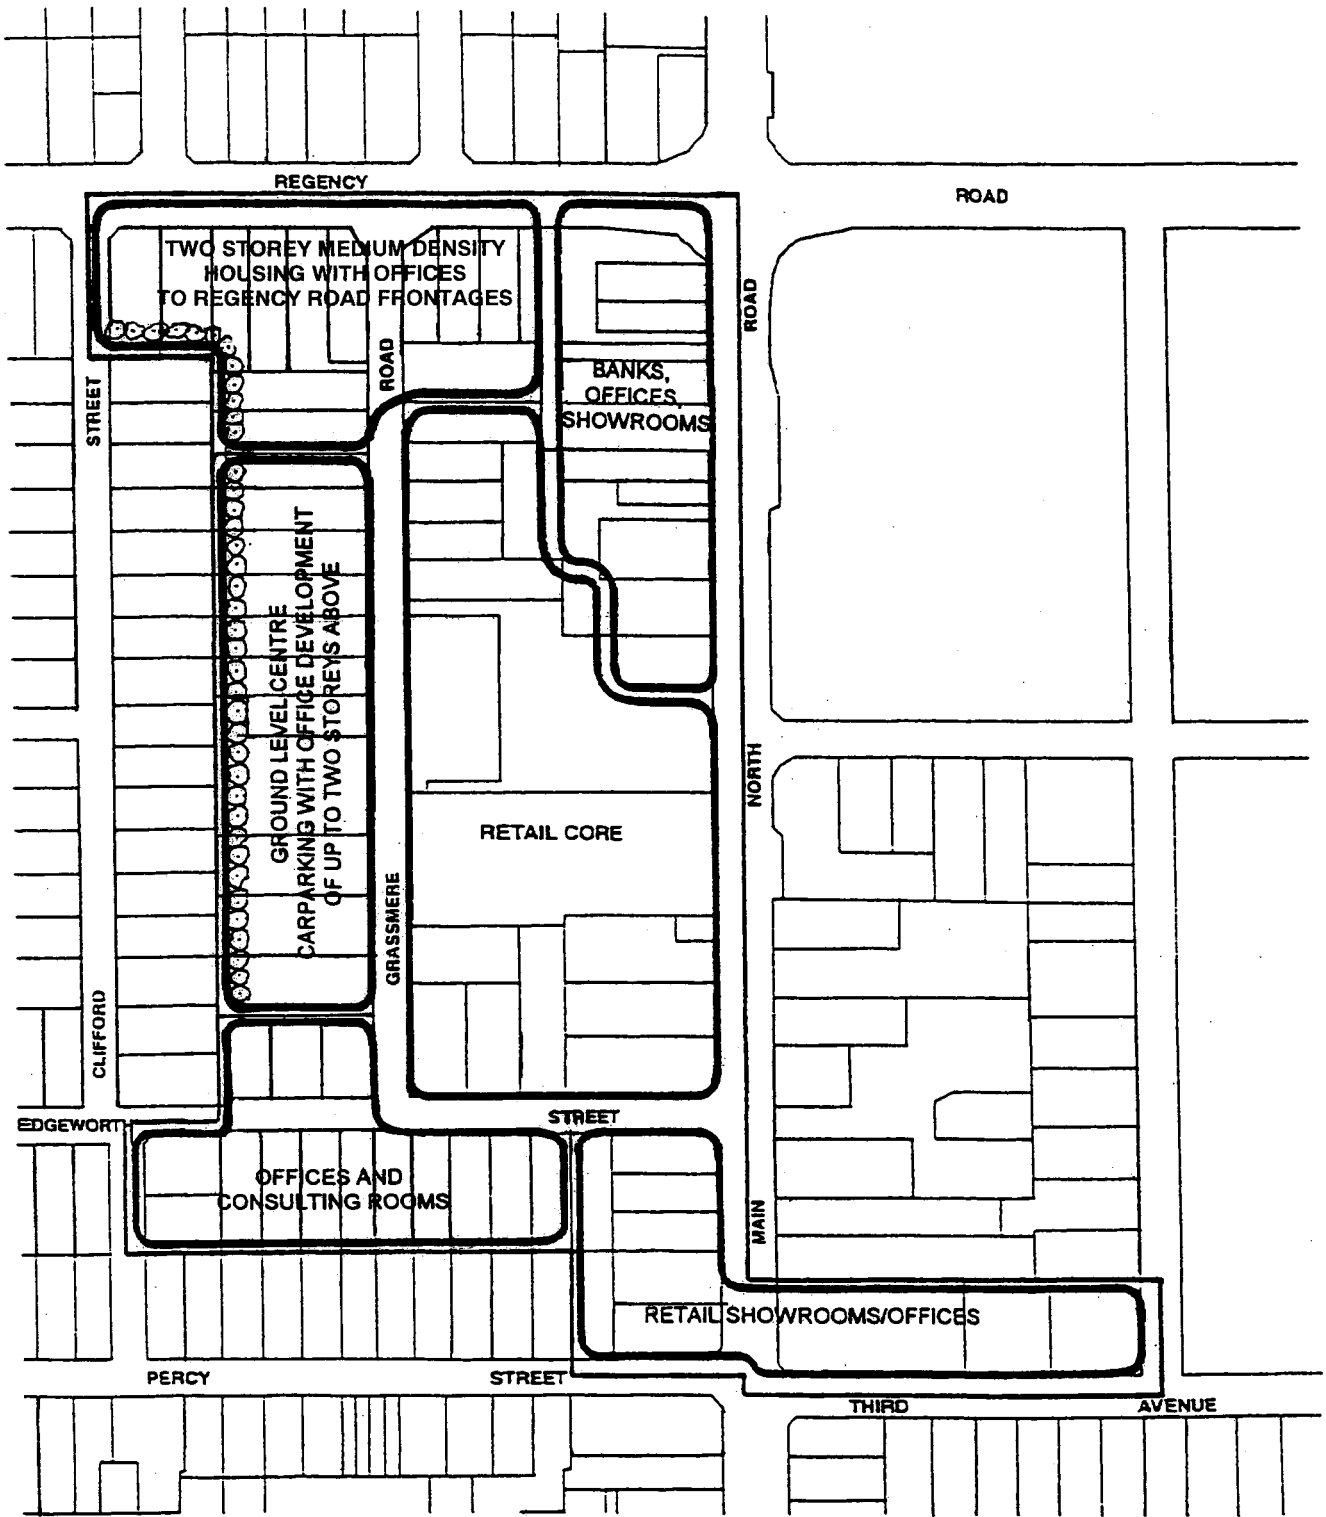 REGENCY
ROAD
TWO STOREY MEDIUM DENSITY
HOUSING WITH OFFICES
TO REGENCY ROAD FRONTAGES
ROAD
ROAD
STREET
BANKS,
OFFICES,
SHOWROOMS
GROUND LEVEL CENTRE
CARPARKING WITH OFFICE DEVELOPMENT
OF UP TO TWO STOREYS ABOVE
NORTH
RETAIL CORE
GRASSMERE
CLIFFORD
EDGEWORTH
STREET
OFFICES AND
CONSULTING ROOMS
MAIN
RETAIL SHOWROOMS/OFFICES
PERCY
STREET
THIRD
AVENUE